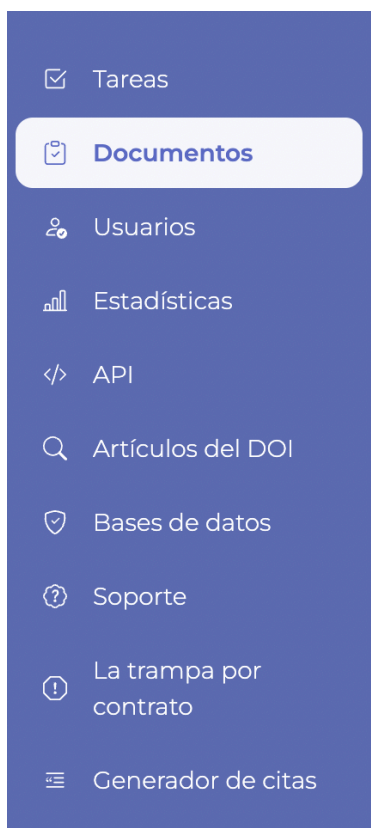 Tareas
Documentos
Usuarios
Estadísticas
API
Artículos del DOI
Bases de datos
Soporte
La trampa por
contrato
Generador de citas